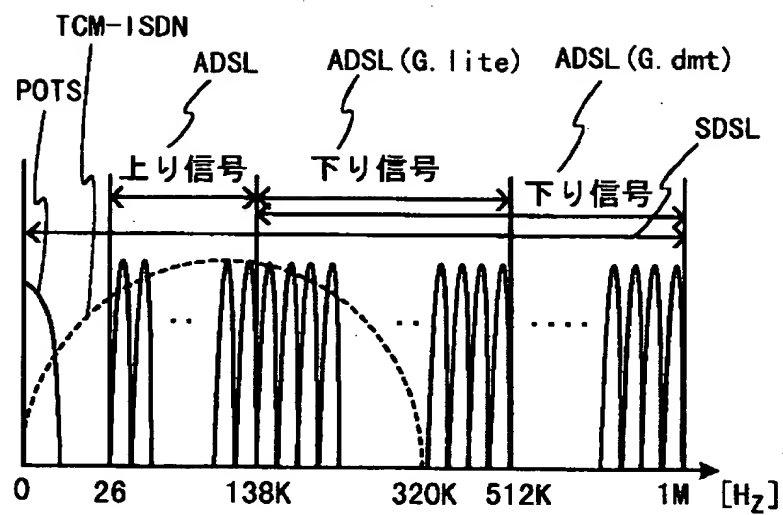 TCM-ISDN
ADSL
ADSL(G.lite)
ADSL(G.dmt)
POTS
SDSL
上り信号
下り信号
下り信号
‥
‥
‥‥
0
26
138K
320K
512K
1M
[Hz]